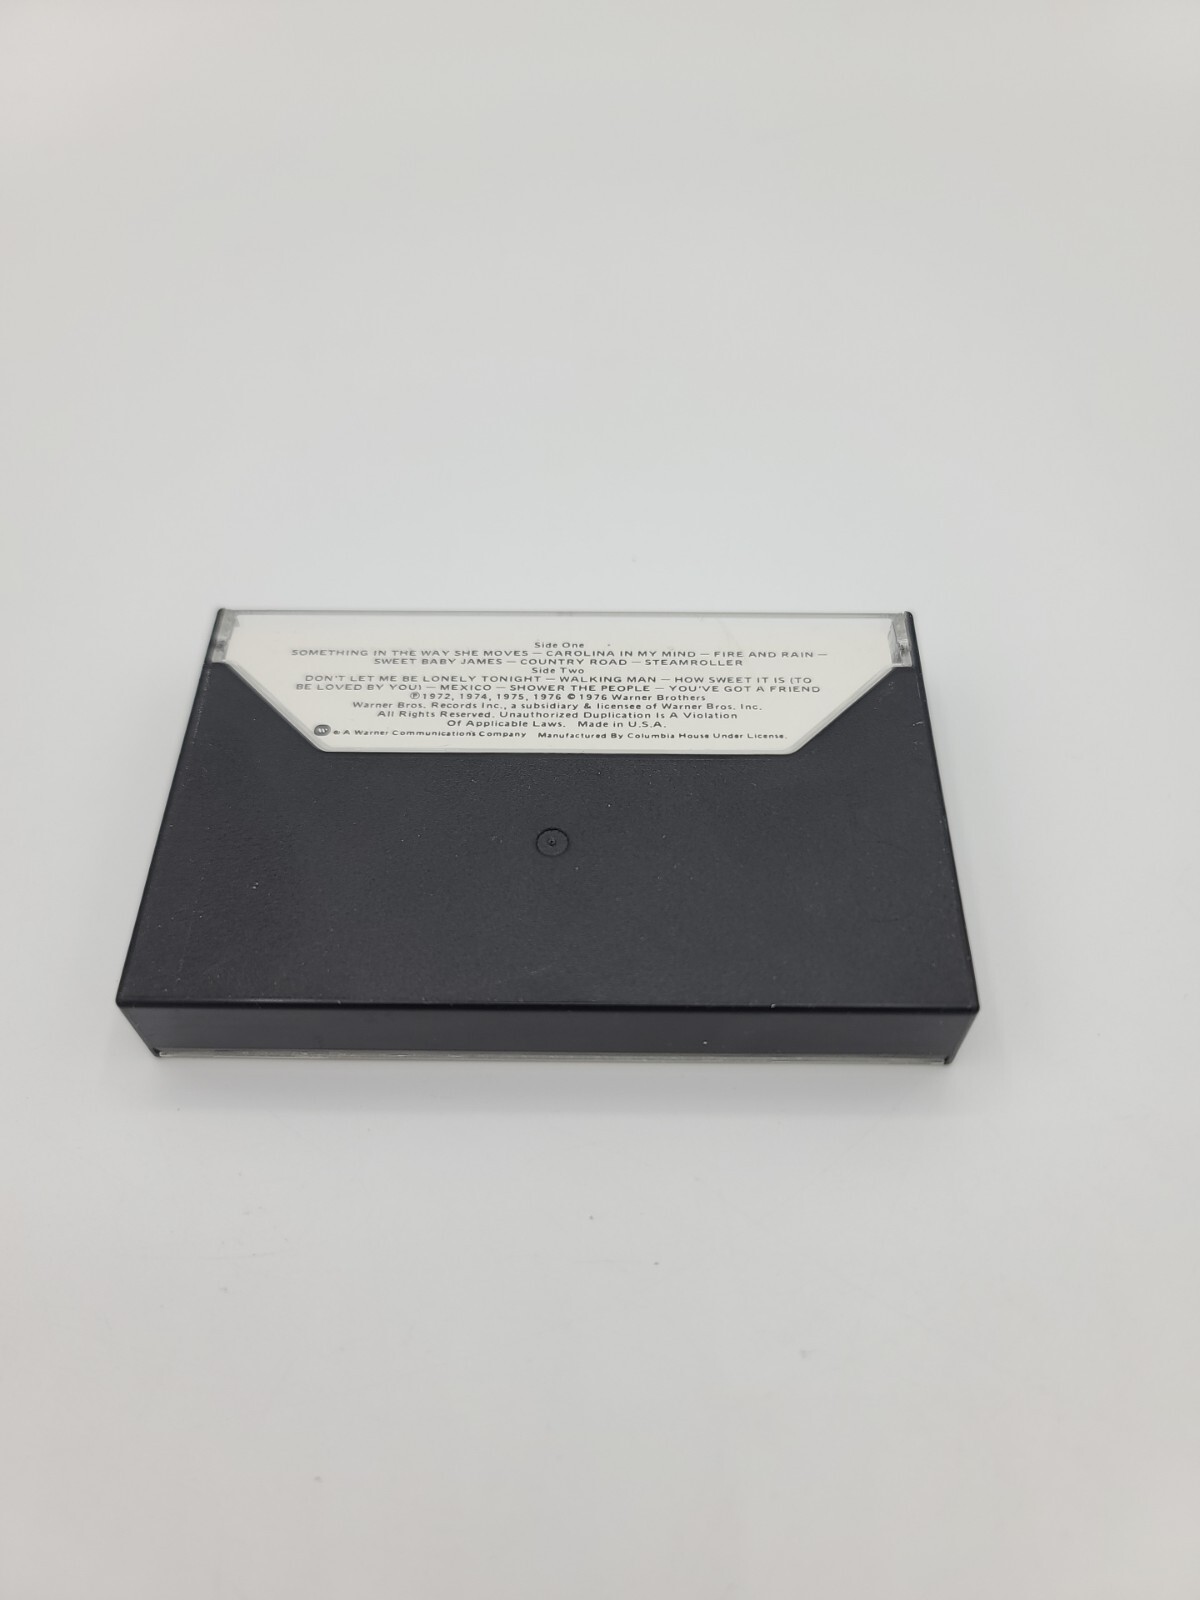 Side One
SOMETHING IN THE WAY SHE MOVES — CAROLINA IN MY MIND — FIRE AND RAIN —
SWEET BABY JAMES — COUNTRY ROAD — STEAMROLLER
Side Two
DON'T LET ME BE LONELY TONIGHT — WALKING MAN — HOW SWEET IT IS (TO
BE LOVED BY YOU) — MEXICO — SHOWER THE PEOPLE — YOU'VE GOT A FRIEND
℗1972, 1974, 1975, 1976 ©1976 Warner Brothers
Warner Bros. Records Inc., a subsidiary & licensee of Warner Bros. Inc.
All Rights Reserved. Unauthorized Duplication Is A Violation
Of Applicable Laws. Made in U.S.A.
® A Warner Communications Company Manufactured By Columbia House Under License.